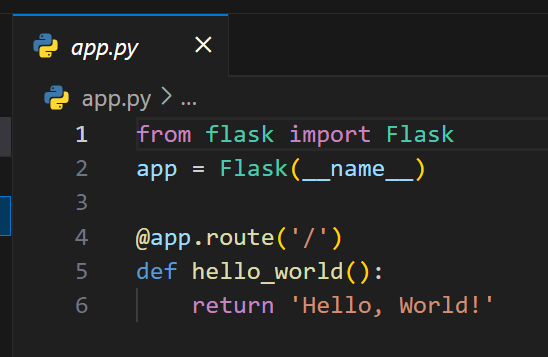 app.py ×
app.py > ...
1 from flask import Flask
2 app = Flask(__name__)
3
4 @app.route('/')
5 def hello_world():
6     return 'Hello, World!'